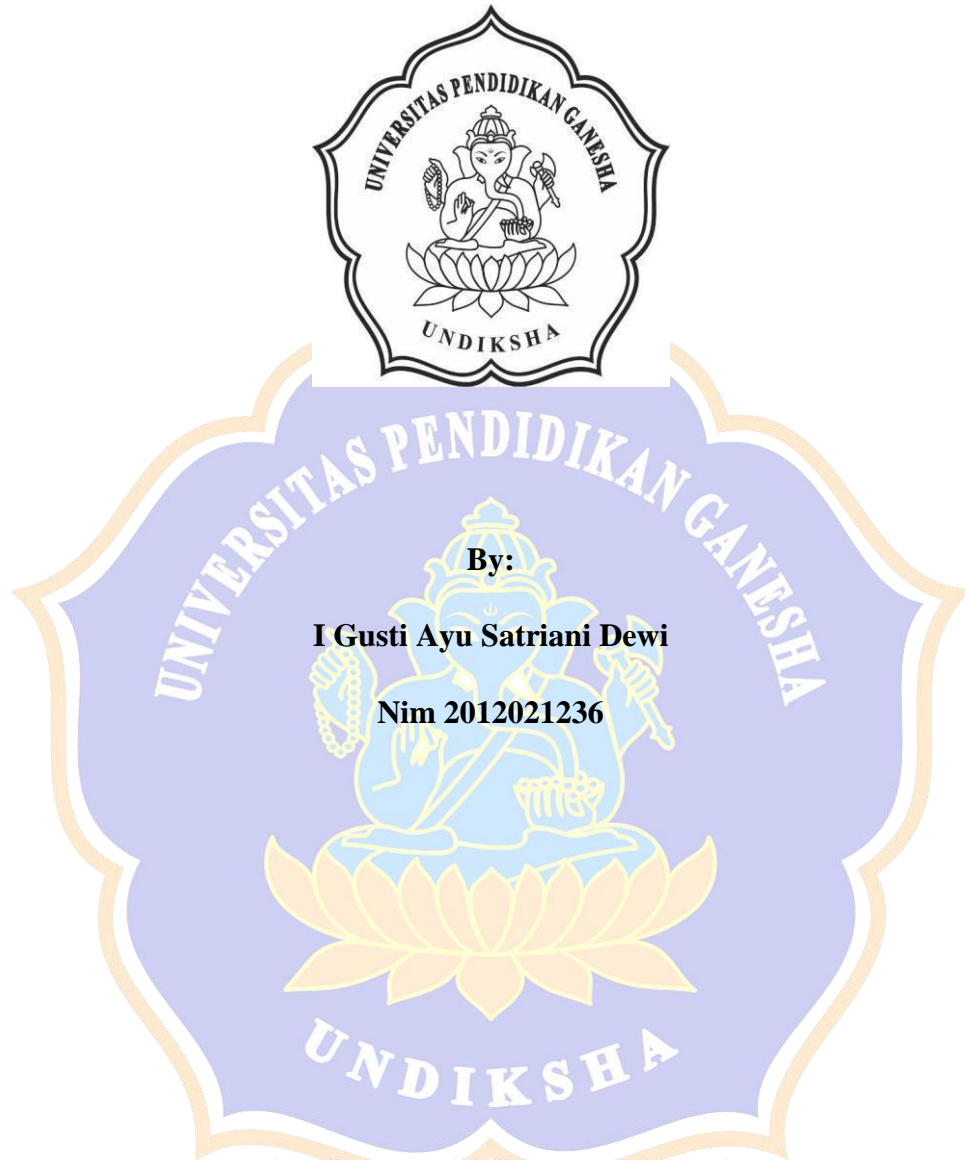 UNIVERSITAS PENDIDIKAN GANESHA
UNDIKSHA
UNIVERSITAS PENDIDIKAN GANESHA
By:
I Gusti Ayu Satriani Dewi
Nim 2012021236
UNDIKSHA